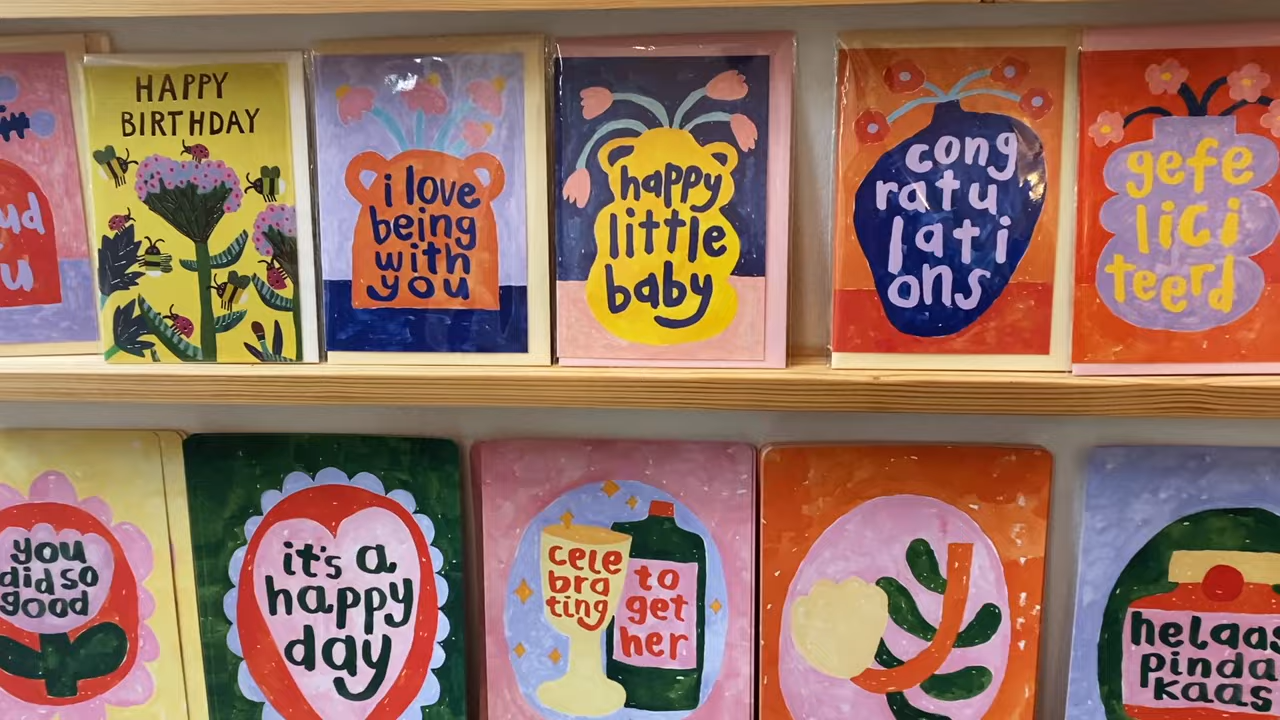 ud
u
HAPPY
BIRTHDAY
i love
being
with
you
happy
little
baby
cong
ratu
lati
ons
gefe
lici
teerd
you
did so
good
it's a
happy
day
cele
bra
ting
to
get
her
helaas
pinda
kaas